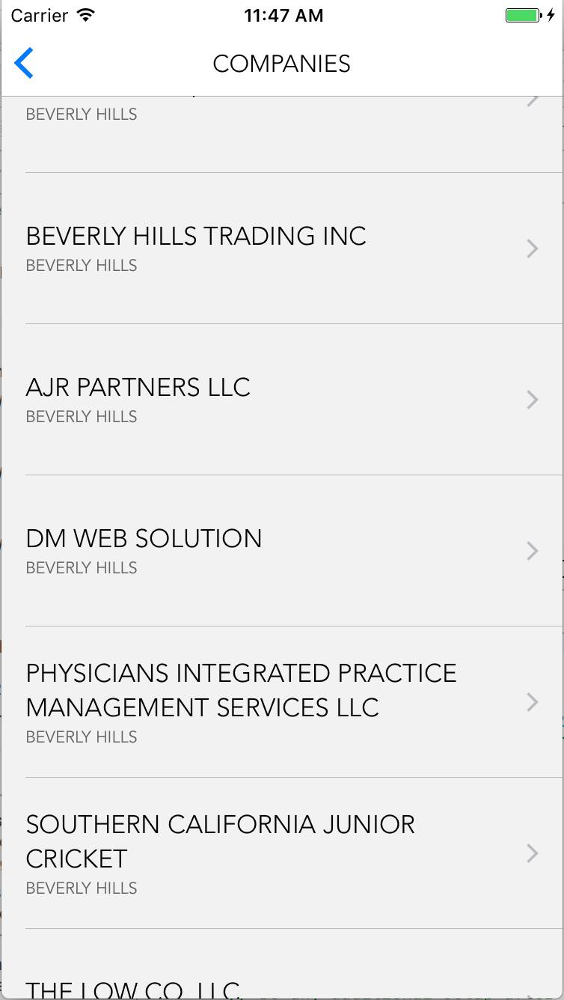 Carrier 11:47 AM
COMPANIES
BEVERLY HILLS
BEVERLY HILLS TRADING INC
BEVERLY HILLS
AJR PARTNERS LLC
BEVERLY HILLS
DM WEB SOLUTION
BEVERLY HILLS
PHYSICIANS INTEGRATED PRACTICE
MANAGEMENT SERVICES LLC
BEVERLY HILLS
SOUTHERN CALIFORNIA JUNIOR
CRICKET
BEVERLY HILLS
THE LOW CO LLC